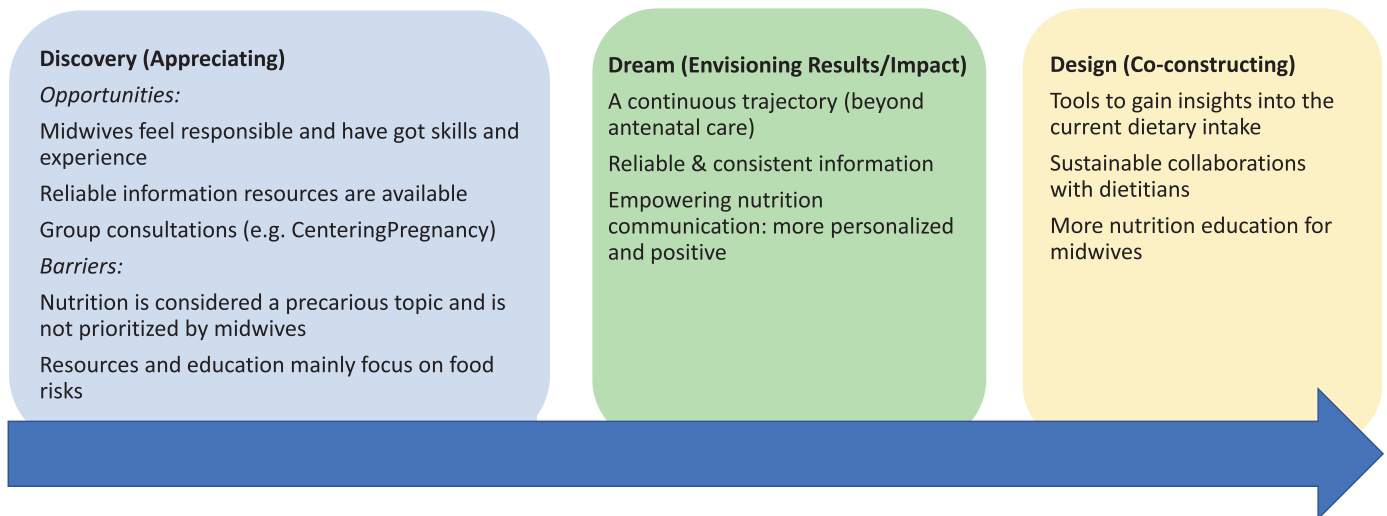 Discovery (Appreciating)
Opportunities:
Midwives feel responsible and have got skills and
experience
Reliable information resources are available
Group consultations (e.g. CenteringPregnancy)
Barriers:
Nutrition is considered a precarious topic and is
not prioritized by midwives
Resources and education mainly focus on food
risks
Dream (Envisioning Results/Impact)
A continuous trajectory (beyond
antenatal care)
Reliable & consistent information
Empowering nutrition
communication: more personalized
and positive
Design (Co-constructing)
Tools to gain insights into the
current dietary intake
Sustainable collaborations
with dietitians
More nutrition education for
midwives